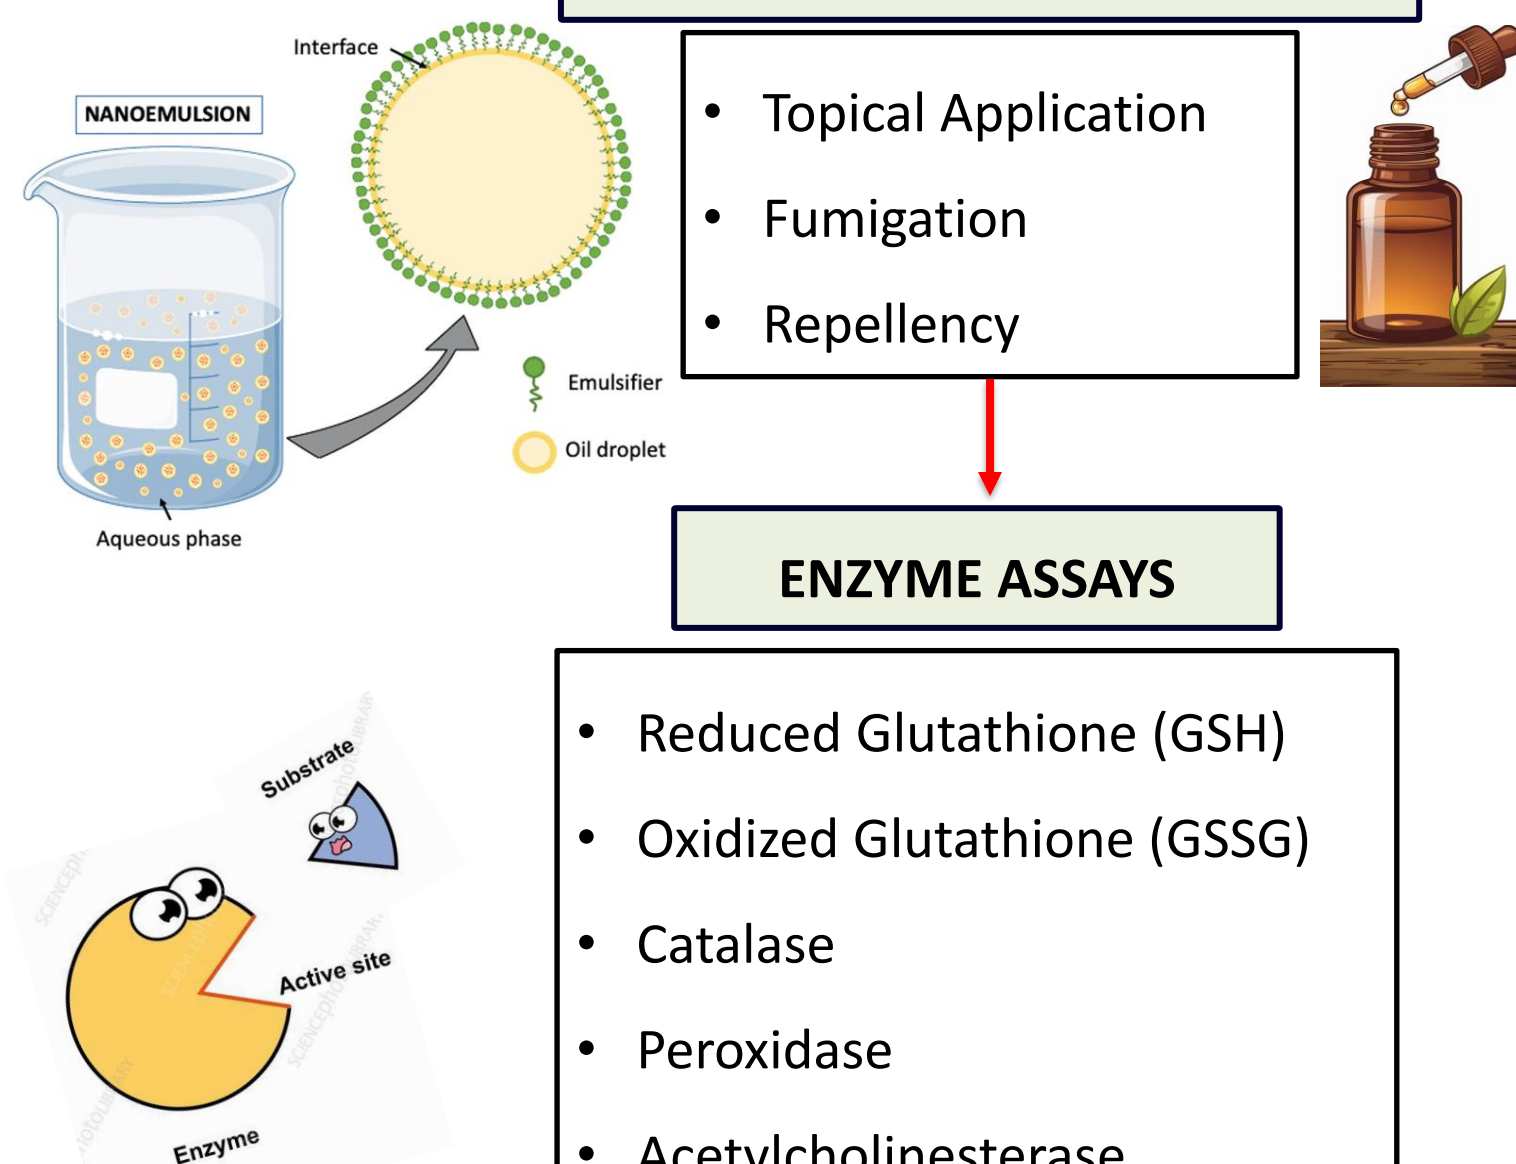 Interface
NANOEMULSION
• Topical Application
• Fumigation
• Repellency
Emulsifier
Oil droplet
Aqueous phase
ENZYME ASSAYS
• Reduced Glutathione (GSH)
• Oxidized Glutathione (GSSG)
• Catalase
• Peroxidase
• Acetylcholinesterase
Substrate
Active site
Enzyme